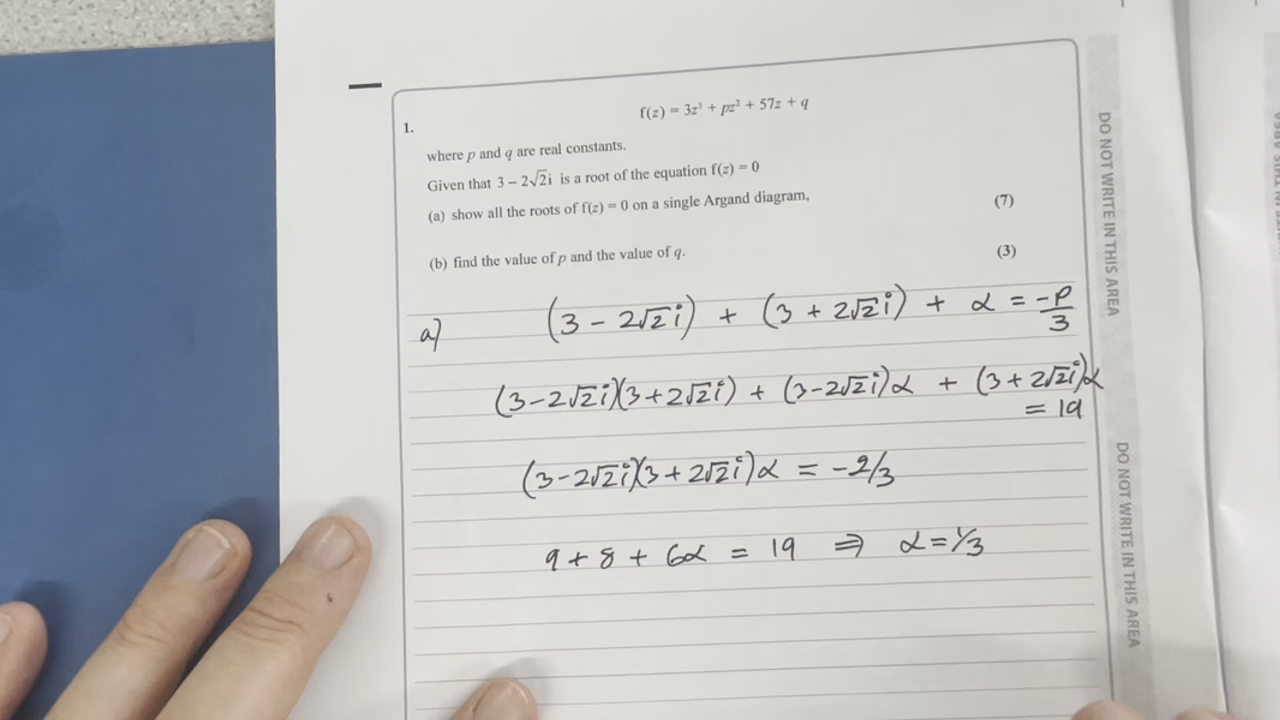 1.
f(z) = 3z³ + pz² + 57z + q
where p and q are real constants.
Given that 3 – 2√2i is a root of the equation f(z) = 0
(a) show all the roots of f(z) = 0 on a single Argand diagram,
(7)
(b) find the value of p and the value of q.
(3)
a) (3 − 2√2i) + (3 + 2√2i) + α = −p/3
(3−2√2i)(3+2√2i) + (3−2√2i)α + (3+2√2i)α
= 19
(3−2√2i)(3+2√2i)α = −q/3
9 + 8 + 6α = 19 ⇒ α = 1/3
DO NOT WRITE IN THIS AREA
DO NOT WRITE IN THIS AREA